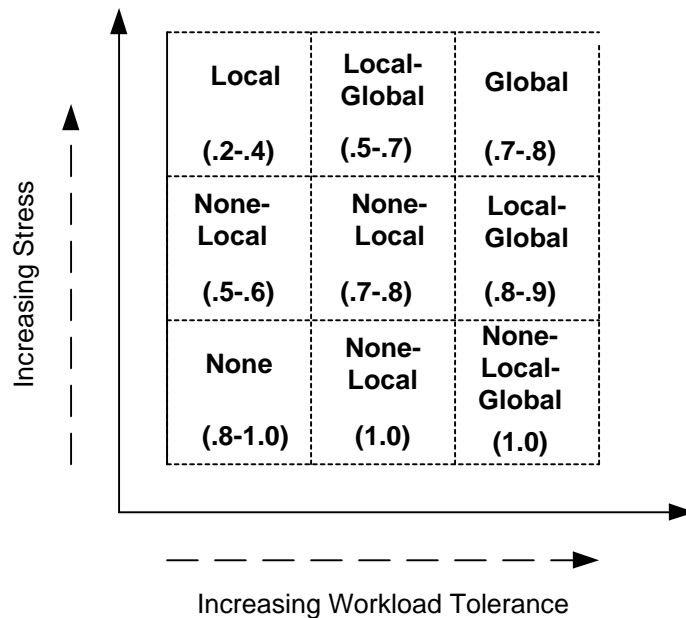 Increasing Stress
Local
(.2-.4)
Local-
Global
(.5-.7)
Global
(.7-.8)
None-
Local
(.5-.6)
None-
Local
(.7-.8)
Local-
Global
(.8-.9)
None
(.8-1.0)
None-
Local
(1.0)
None-
Local-
Global
(1.0)
Increasing Workload Tolerance